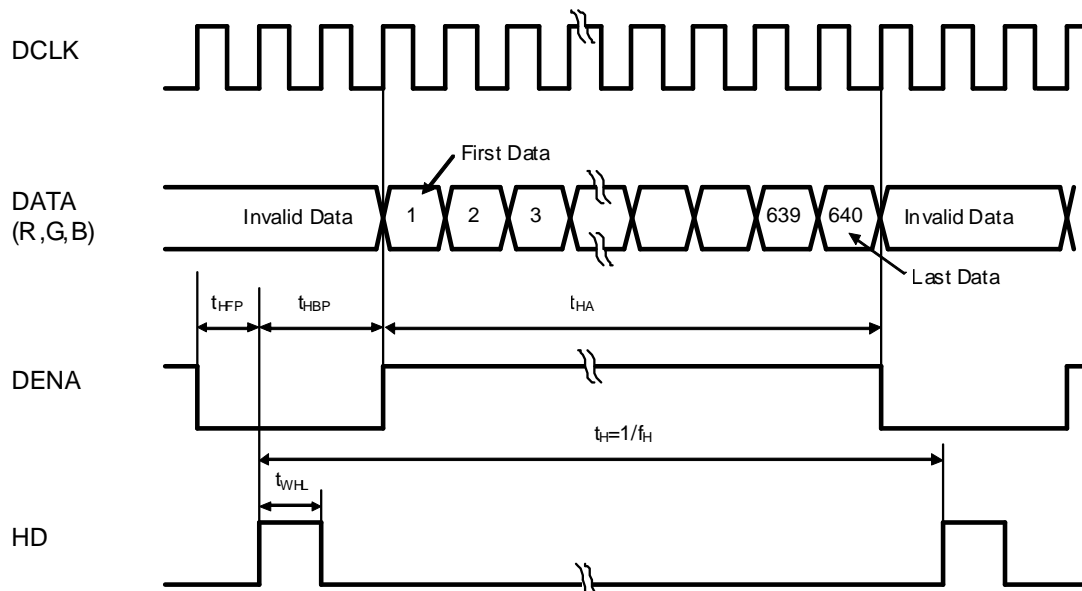 DCLK
First Data
DATA
(R,G,B)
Invalid Data
1
2
3
639
640
Invalid Data
Last Data
tHFP
tHBP
tHA
DENA
tH=1/fH
tWHL
HD